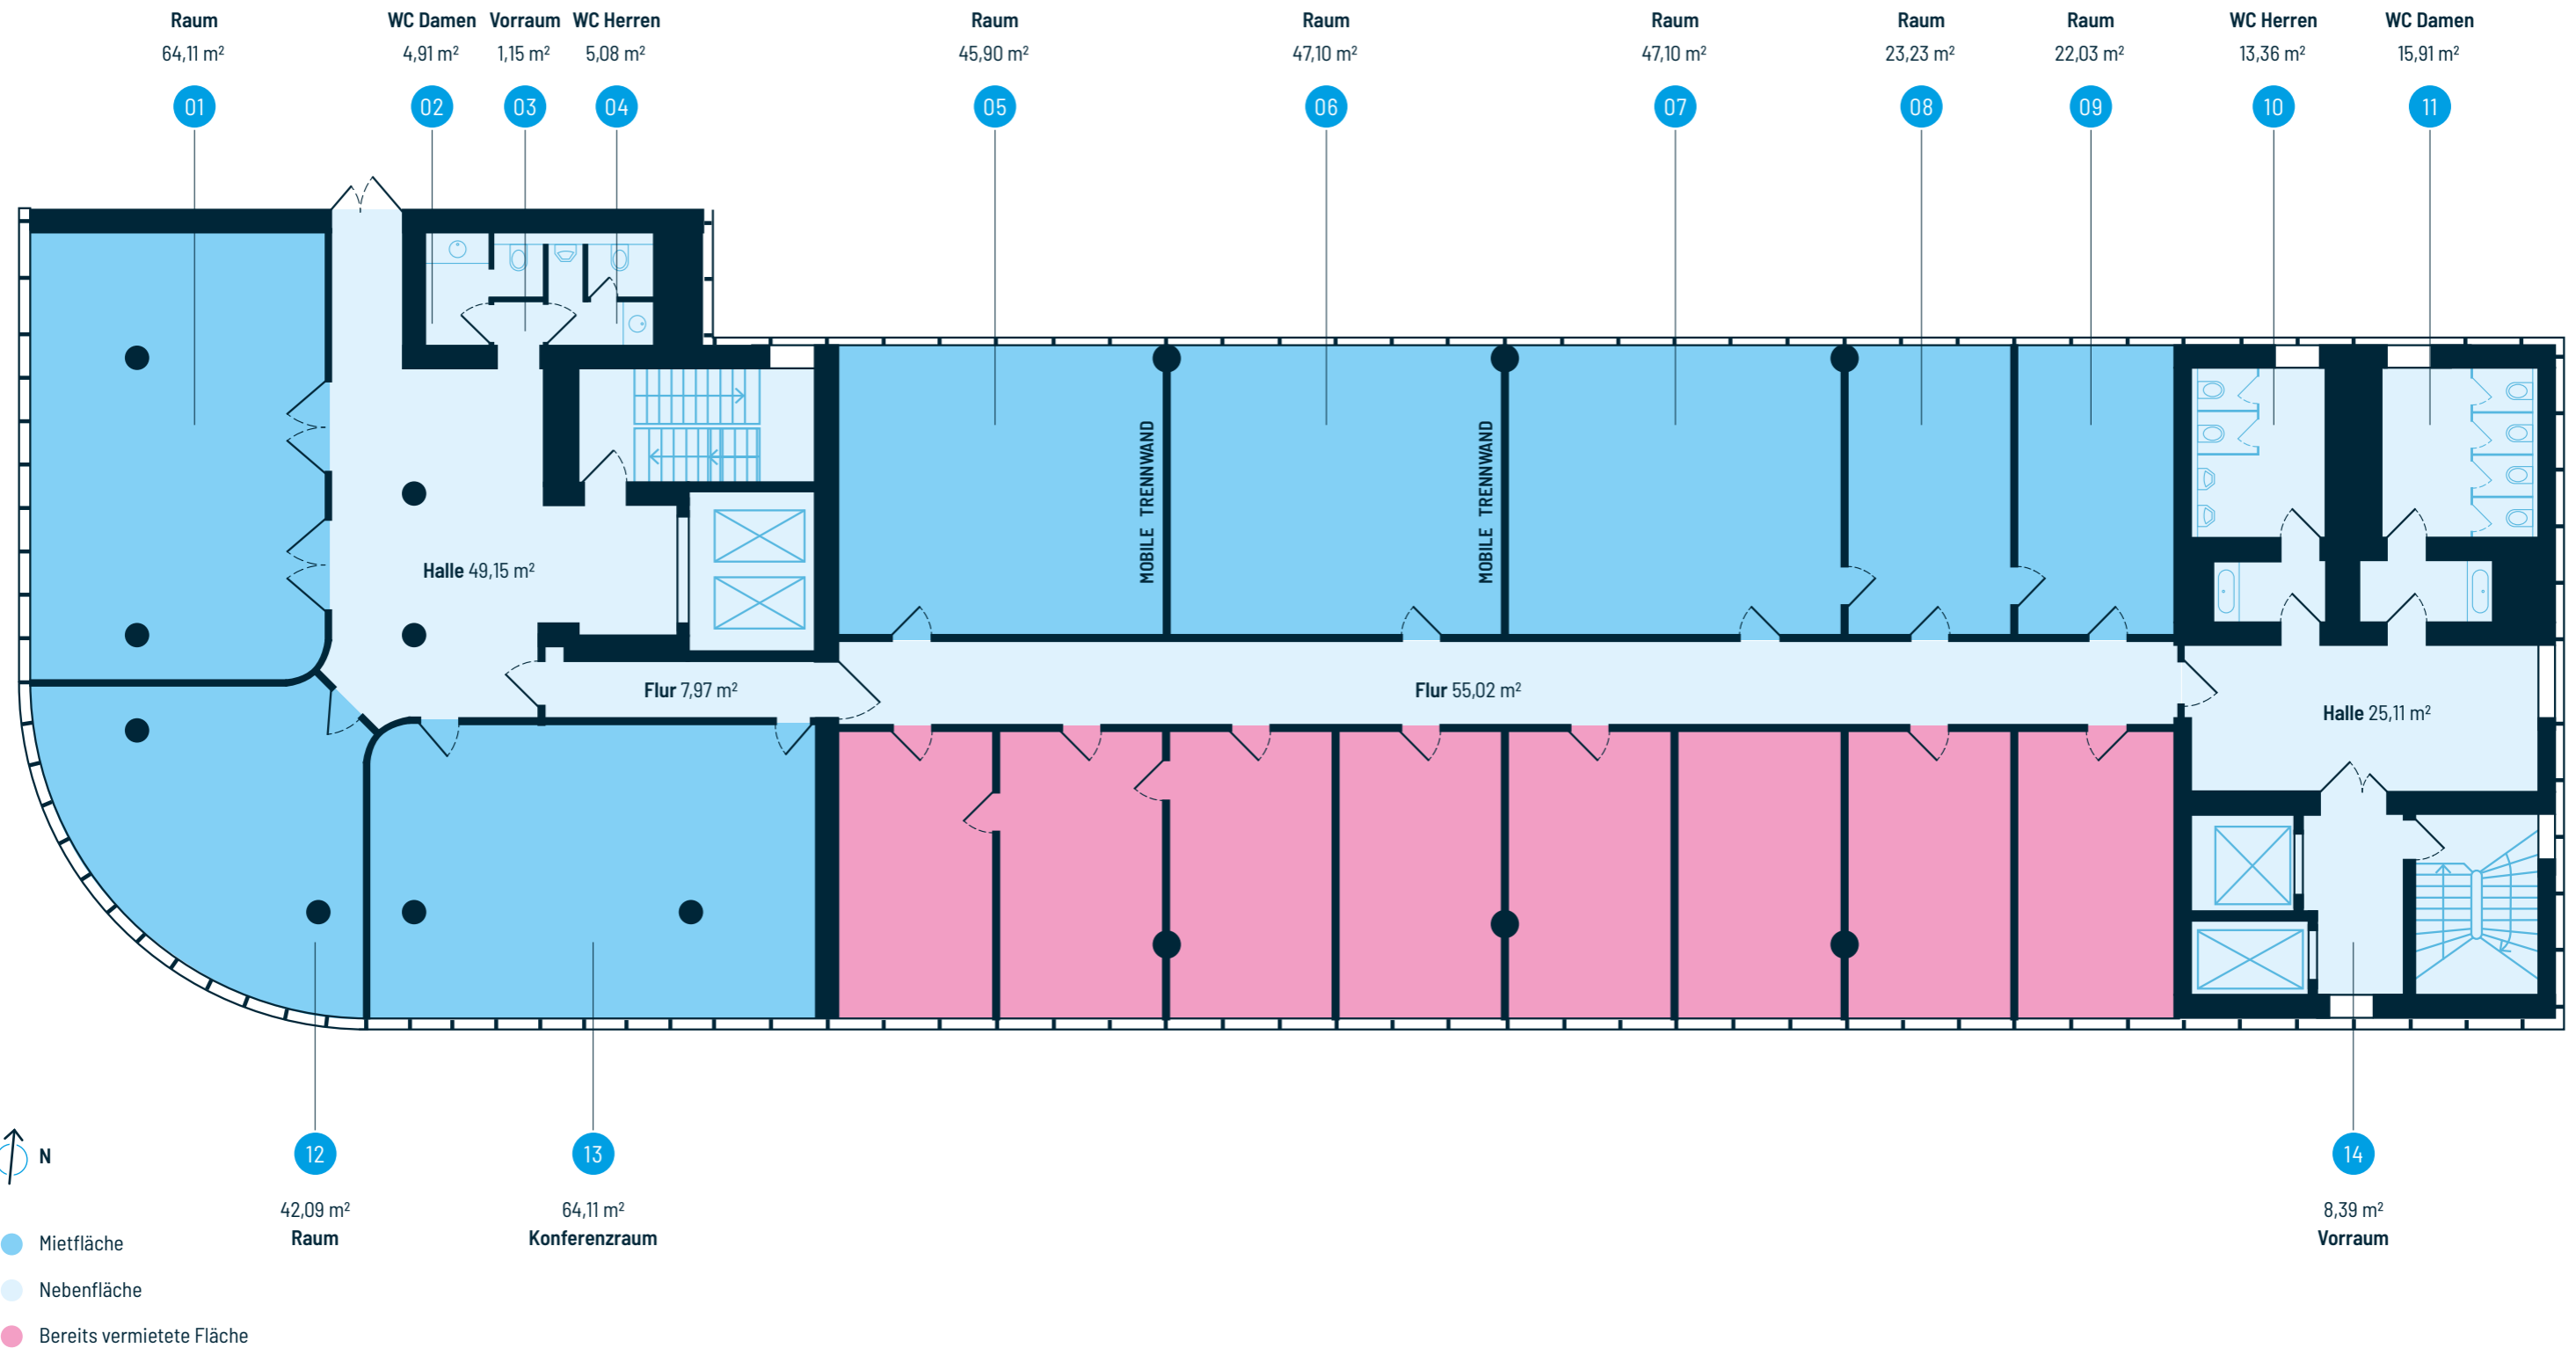 Raum
64,11 m²
01
WC Damen
4,91 m²
02
Vorraum
1,15 m²
03
WC Herren
5,08 m²
04
Raum
45,90 m²
05
Raum
47,10 m²
06
Raum
47,10 m²
07
Raum
23,23 m²
08
Raum
22,03 m²
09
WC Herren
13,36 m²
10
WC Damen
15,91 m²
11
MOBILE TRENNWAND
MOBILE TRENNWAND
Halle 49,15 m²
Flur 7,97 m²
Flur 55,02 m²
Halle 25,11 m²
N
12
42,09 m²
Raum
13
64,11 m²
Konferenzraum
14
8,39 m²
Vorraum
Mietfläche
Nebenfläche
Bereits vermietete Fläche